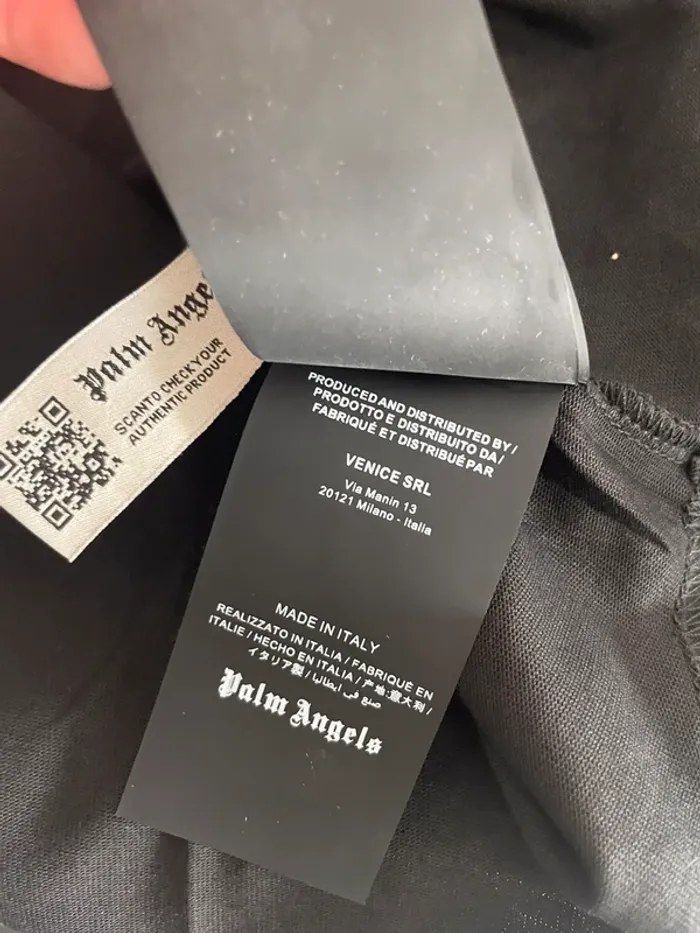 Palm Ange
SCAN TO CHECK YOUR
AUTHENTIC PRODUCT
PRODUCED AND DISTRIBUTED BY /
PRODOTTO E DISTRIBUITO DA /
FABRIQUÉ ET DISTRIBUÉ PAR
VENICE SRL
Via Manin 13
20121 Milano - Italia
MADE IN ITALY
REALIZZATO IN ITALIA / FABRIQUÉ EN
ITALIE / HECHO EN ITALIA / 产地:意大利 /
イタリア製 / صنع في ايطاليا
Palm Angels